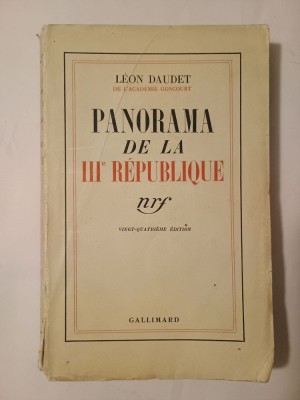 LÉON DAUDET
DE L'ACADÉMIE GONCOURT
PANORAMA
DE LA
IIIe RÉPUBLIQUE
nrf
VINGT-QUATRIÈME ÉDITION
GALLIMARD